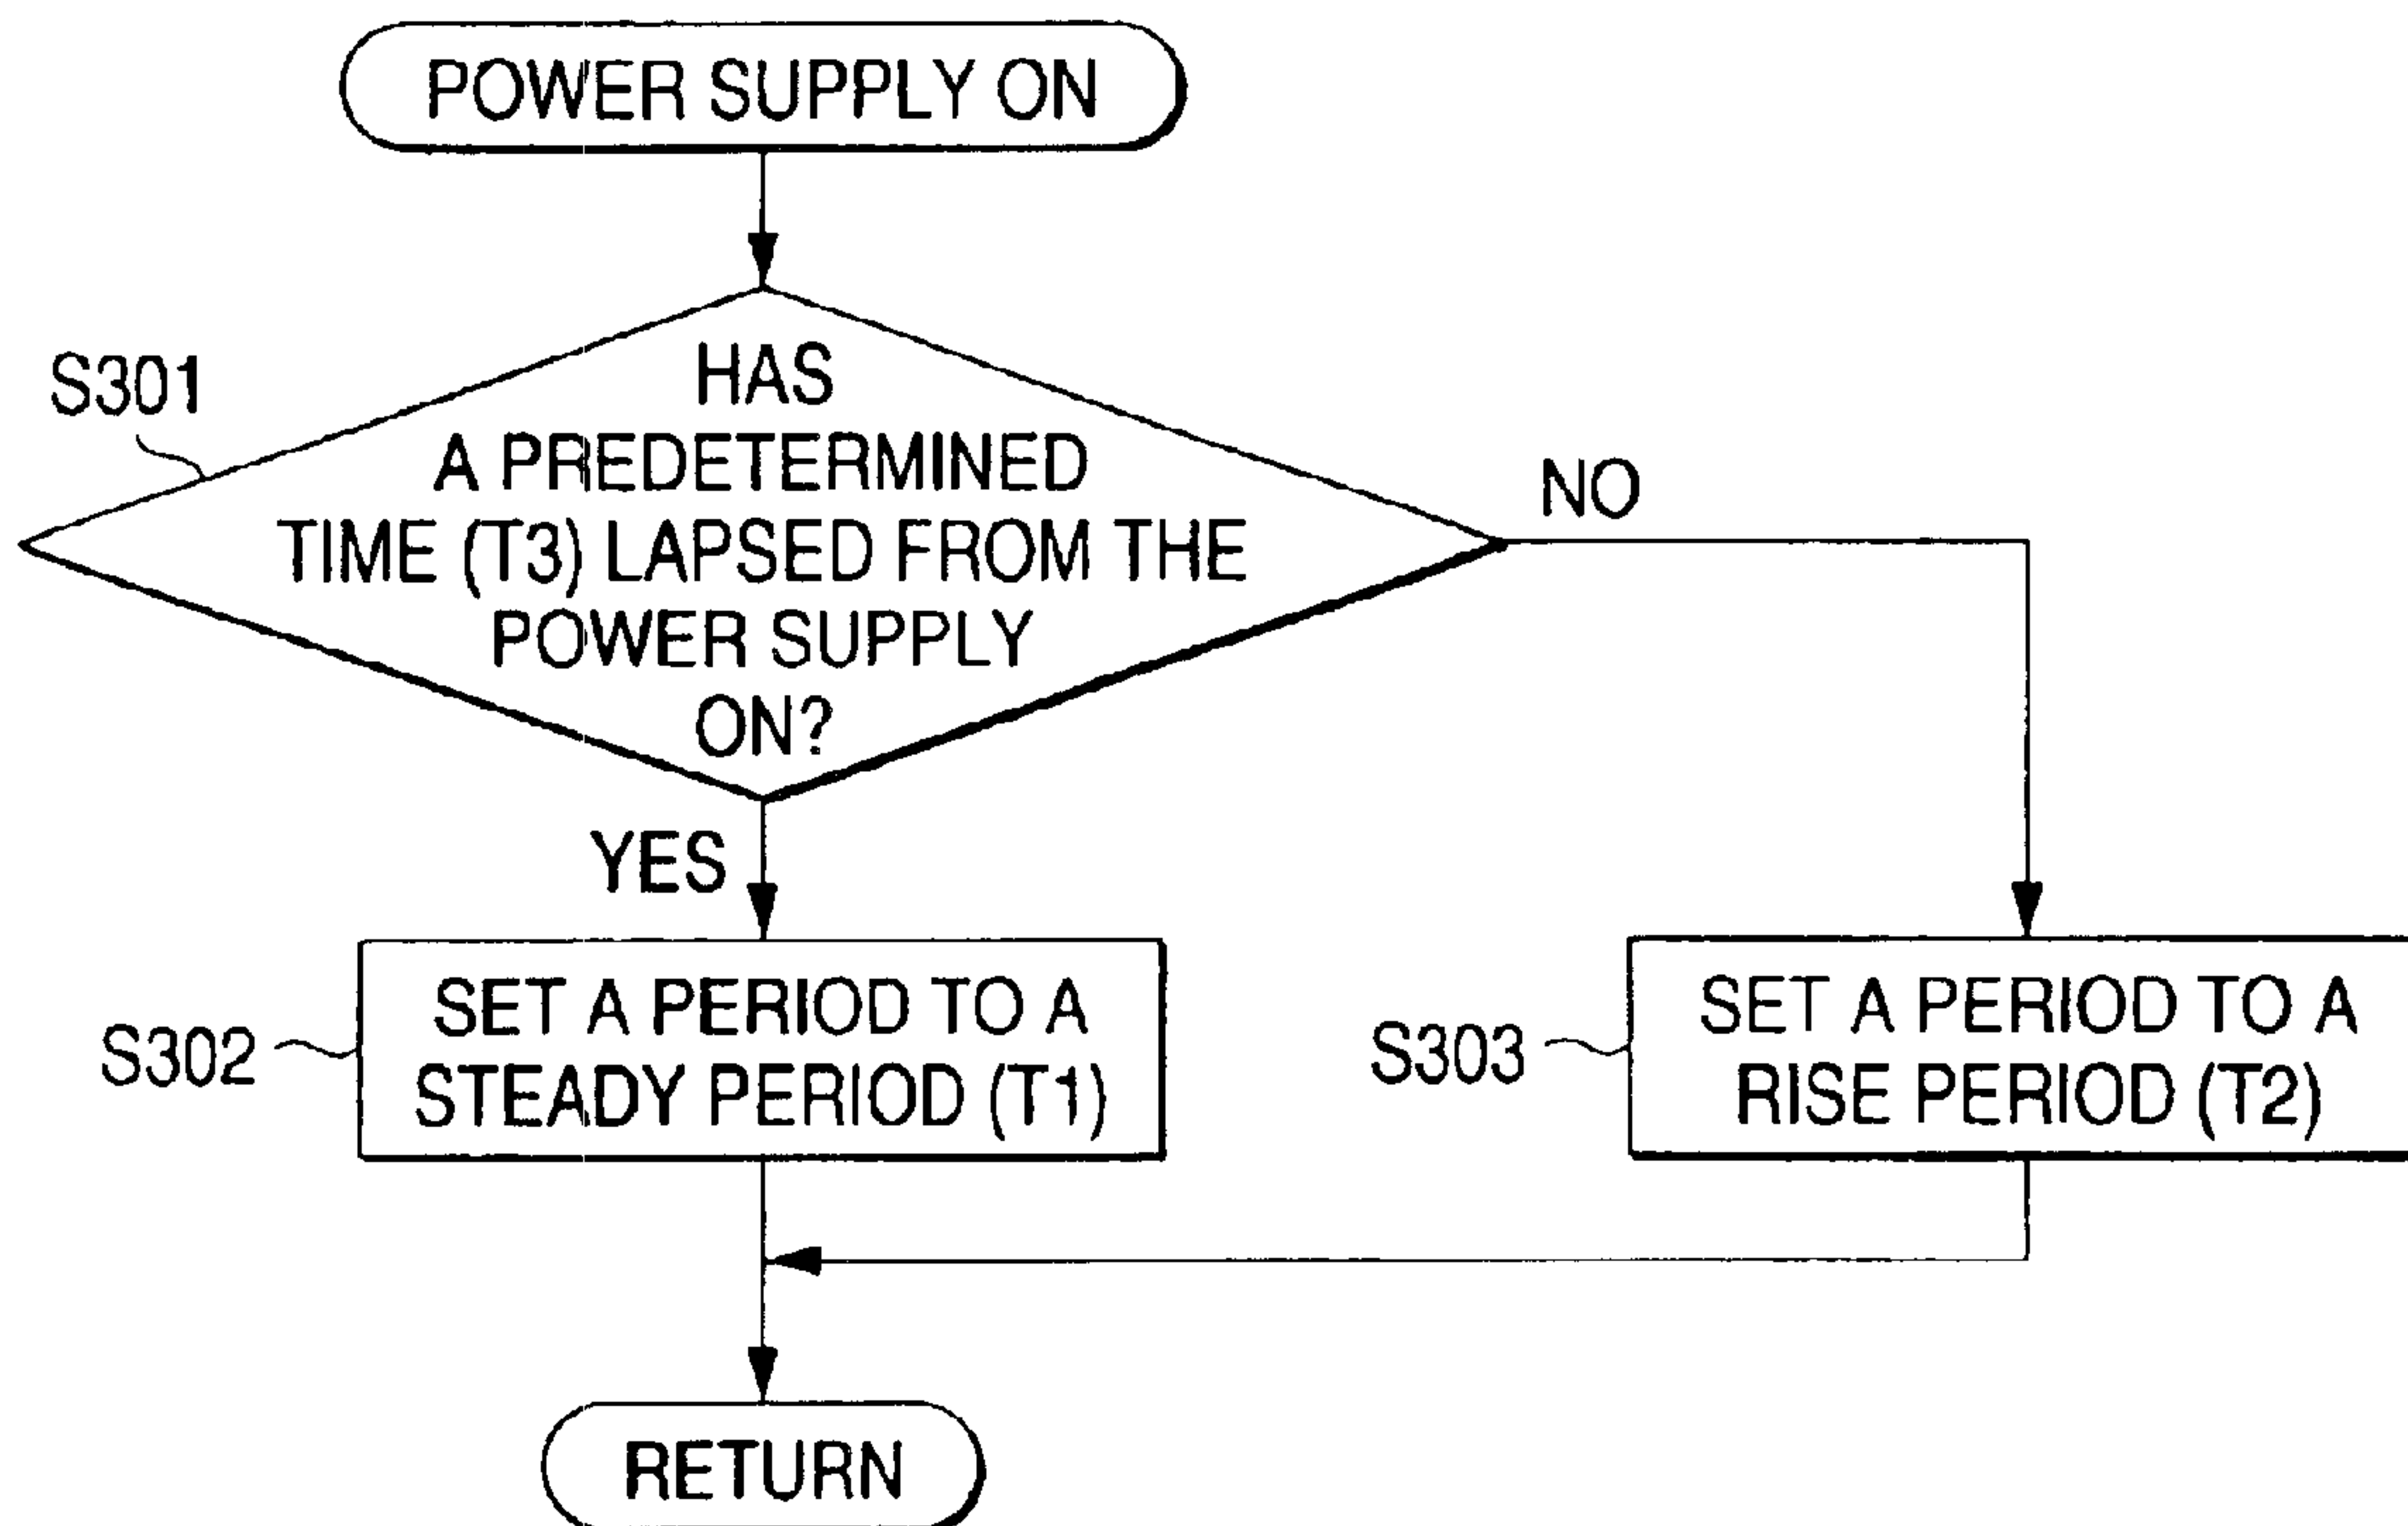 POWER SUPPLY ON
S301
HAS
A PREDETERMINED
TIME (T3) LAPSED FROM THE
POWER SUPPLY
ON?
NO
YES
S302
SET A PERIOD TO A
STEADY PERIOD (T1)
S303
SET A PERIOD TO A
RISE PERIOD (T2)
RETURN